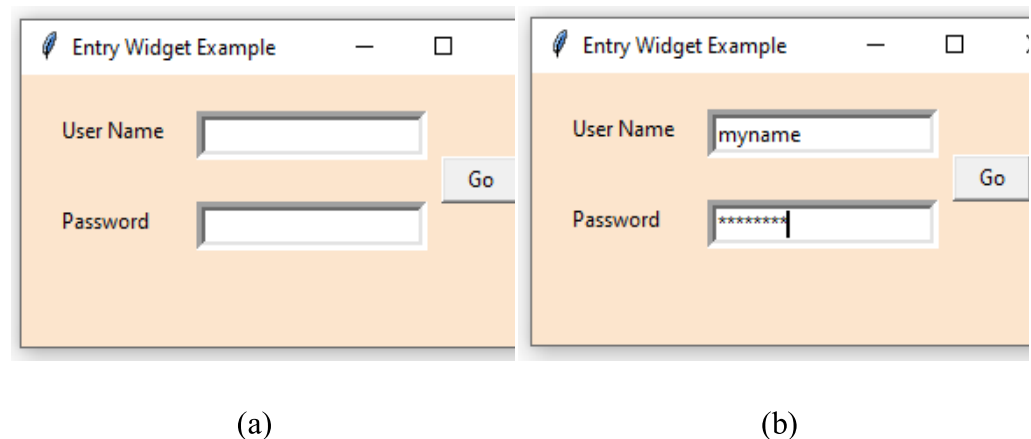 Entry Widget Example
User Name
Go
Password
(a)
Entry Widget Example
User Name myname
Go
Password ********
(b)